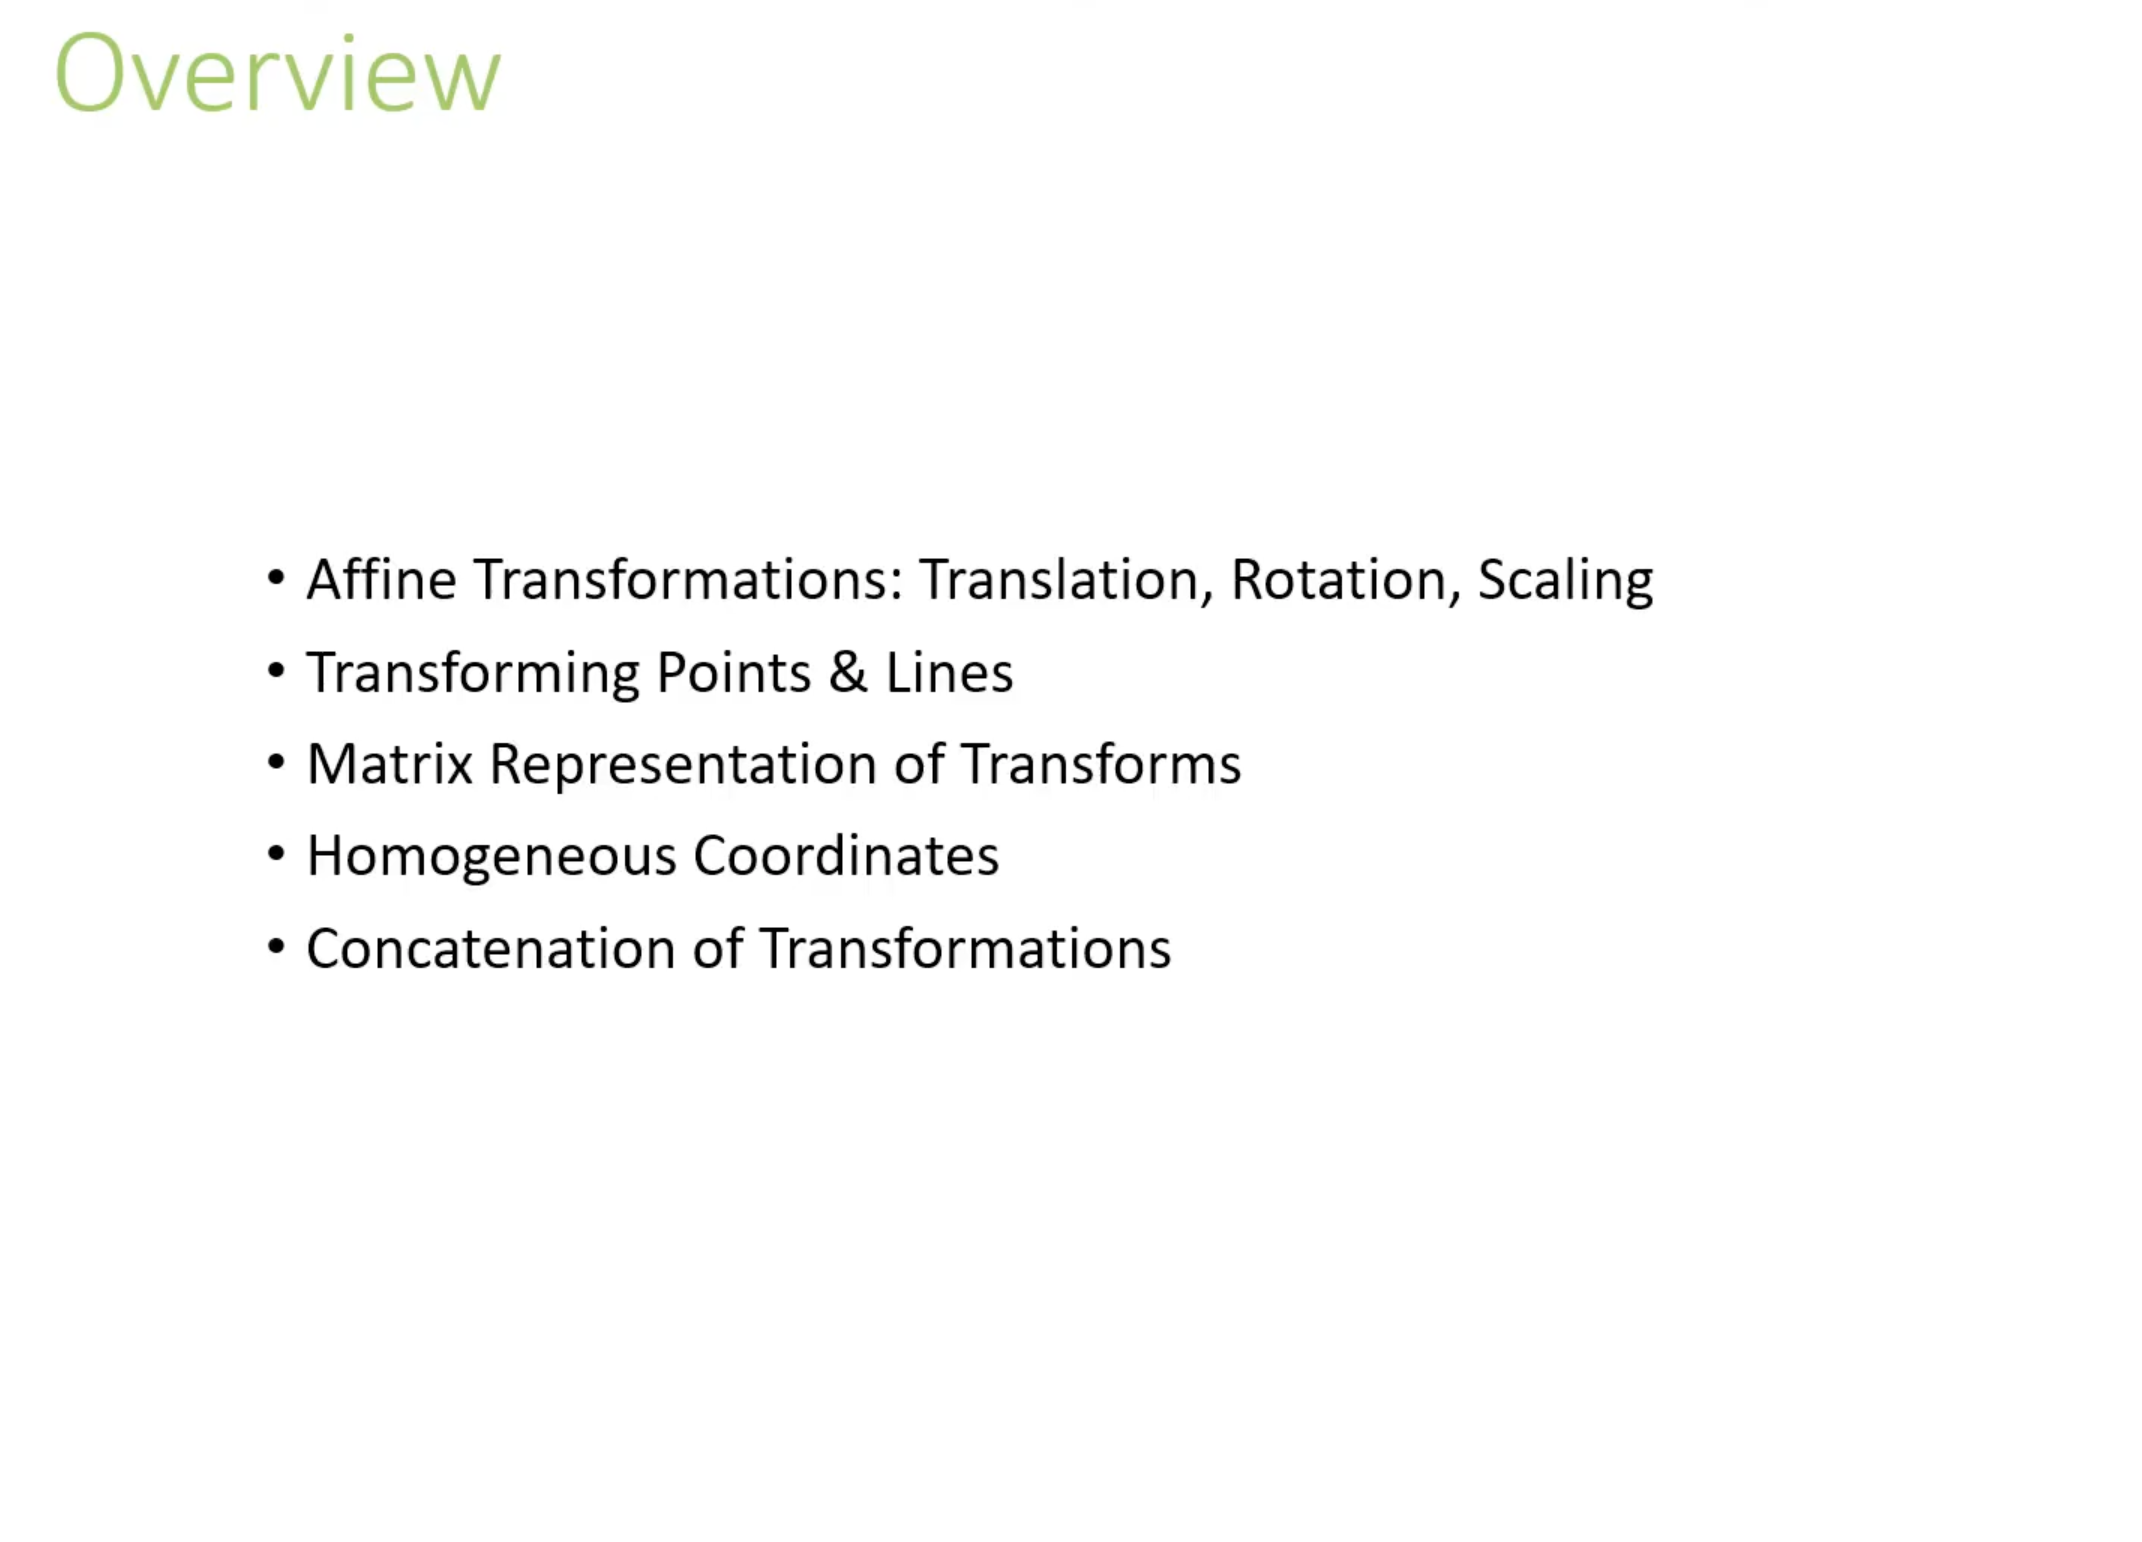 Overview
• Affine Transformations: Translation, Rotation, Scaling
• Transforming Points & Lines
• Matrix Representation of Transforms
• Homogeneous Coordinates
• Concatenation of Transformations